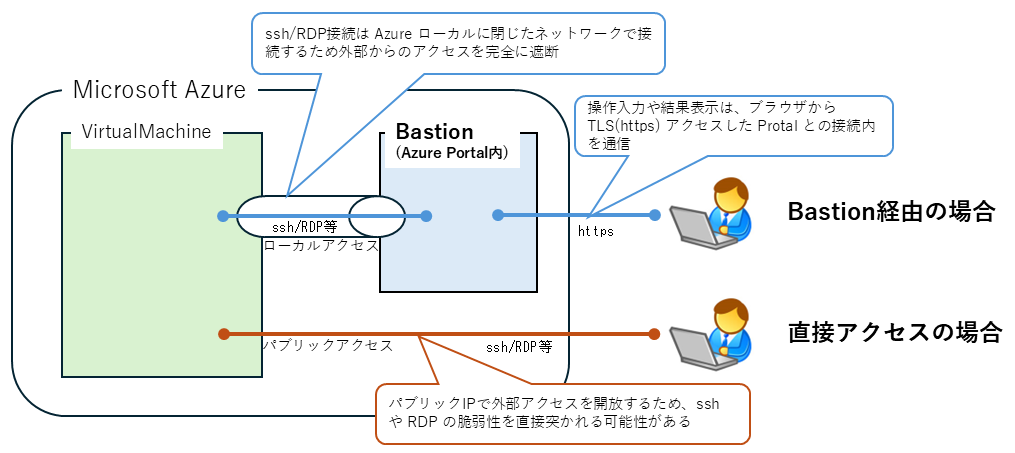 ssh/RDP接続は Azure ローカルに閉じたネットワークで接
続するため外部からのアクセスを完全に遮断
Microsoft Azure
操作入力や結果表示は、ブラウザから
TLS(https) アクセスした Protal との接続内
を通信
VirtualMachine
Bastion
(Azure Portal内)
ssh/RDP等
ローカルアクセス
https
Bastion経由の場合
パブリックアクセス
ssh/RDP等
直接アクセスの場合
パブリックIPで外部アクセスを開放するため、ssh
や RDP の脆弱性を直接突かれる可能性がある